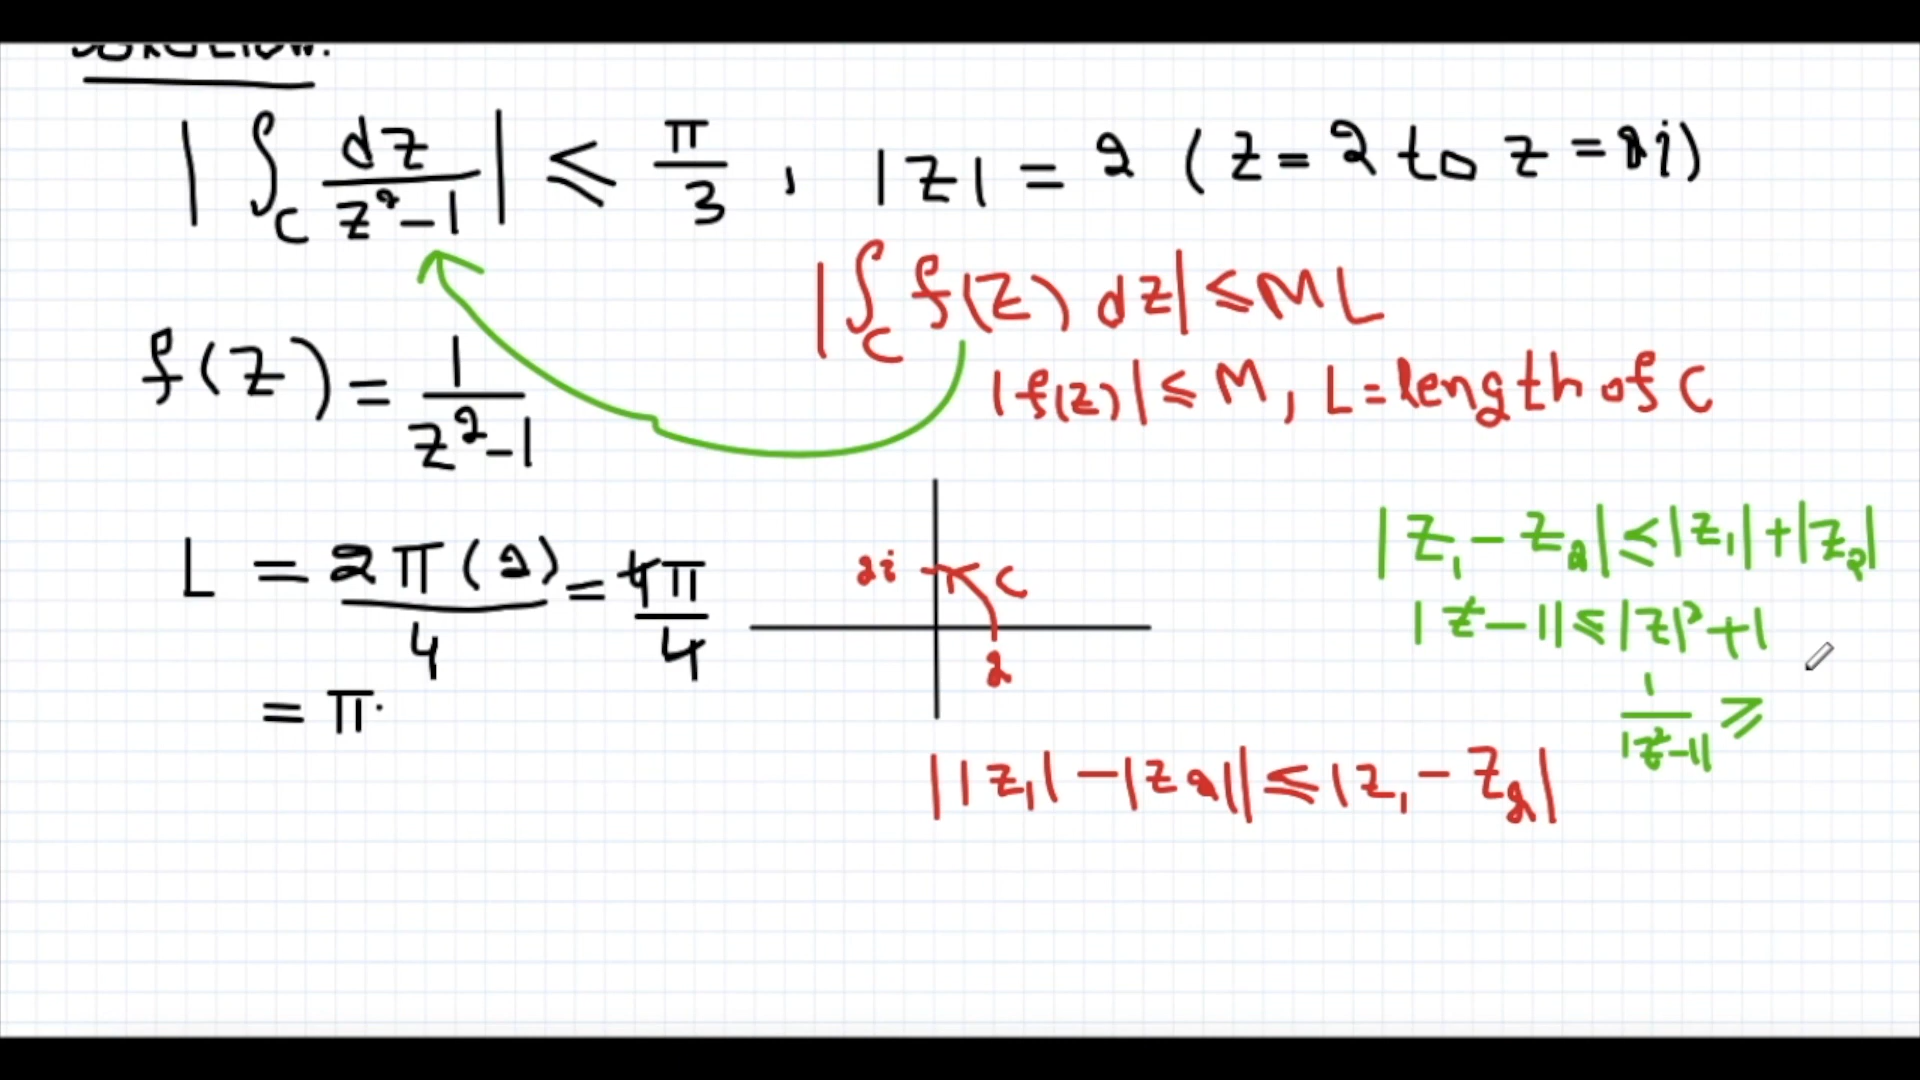 Solution:
| ∫_C dz/(z²-1) | ⩽ π/3 , |z| = 2 ( z = 2 to z = 2i)
| ∫_C f(z) dz | ⩽ M L
f(z) = 1/(z²-1)
|f(z)| ⩽ M, L = length of C
L = 2π(2)/4 = 4π/4
= π.
2i C
2
|z₁ - z₂| ⩽ |z₁| + |z₂|
|z²-1| ⩽ |z|²+1
1/|z²-1| ⩾
||z₁| - |z₂|| ⩽ |z₁ - z₂|